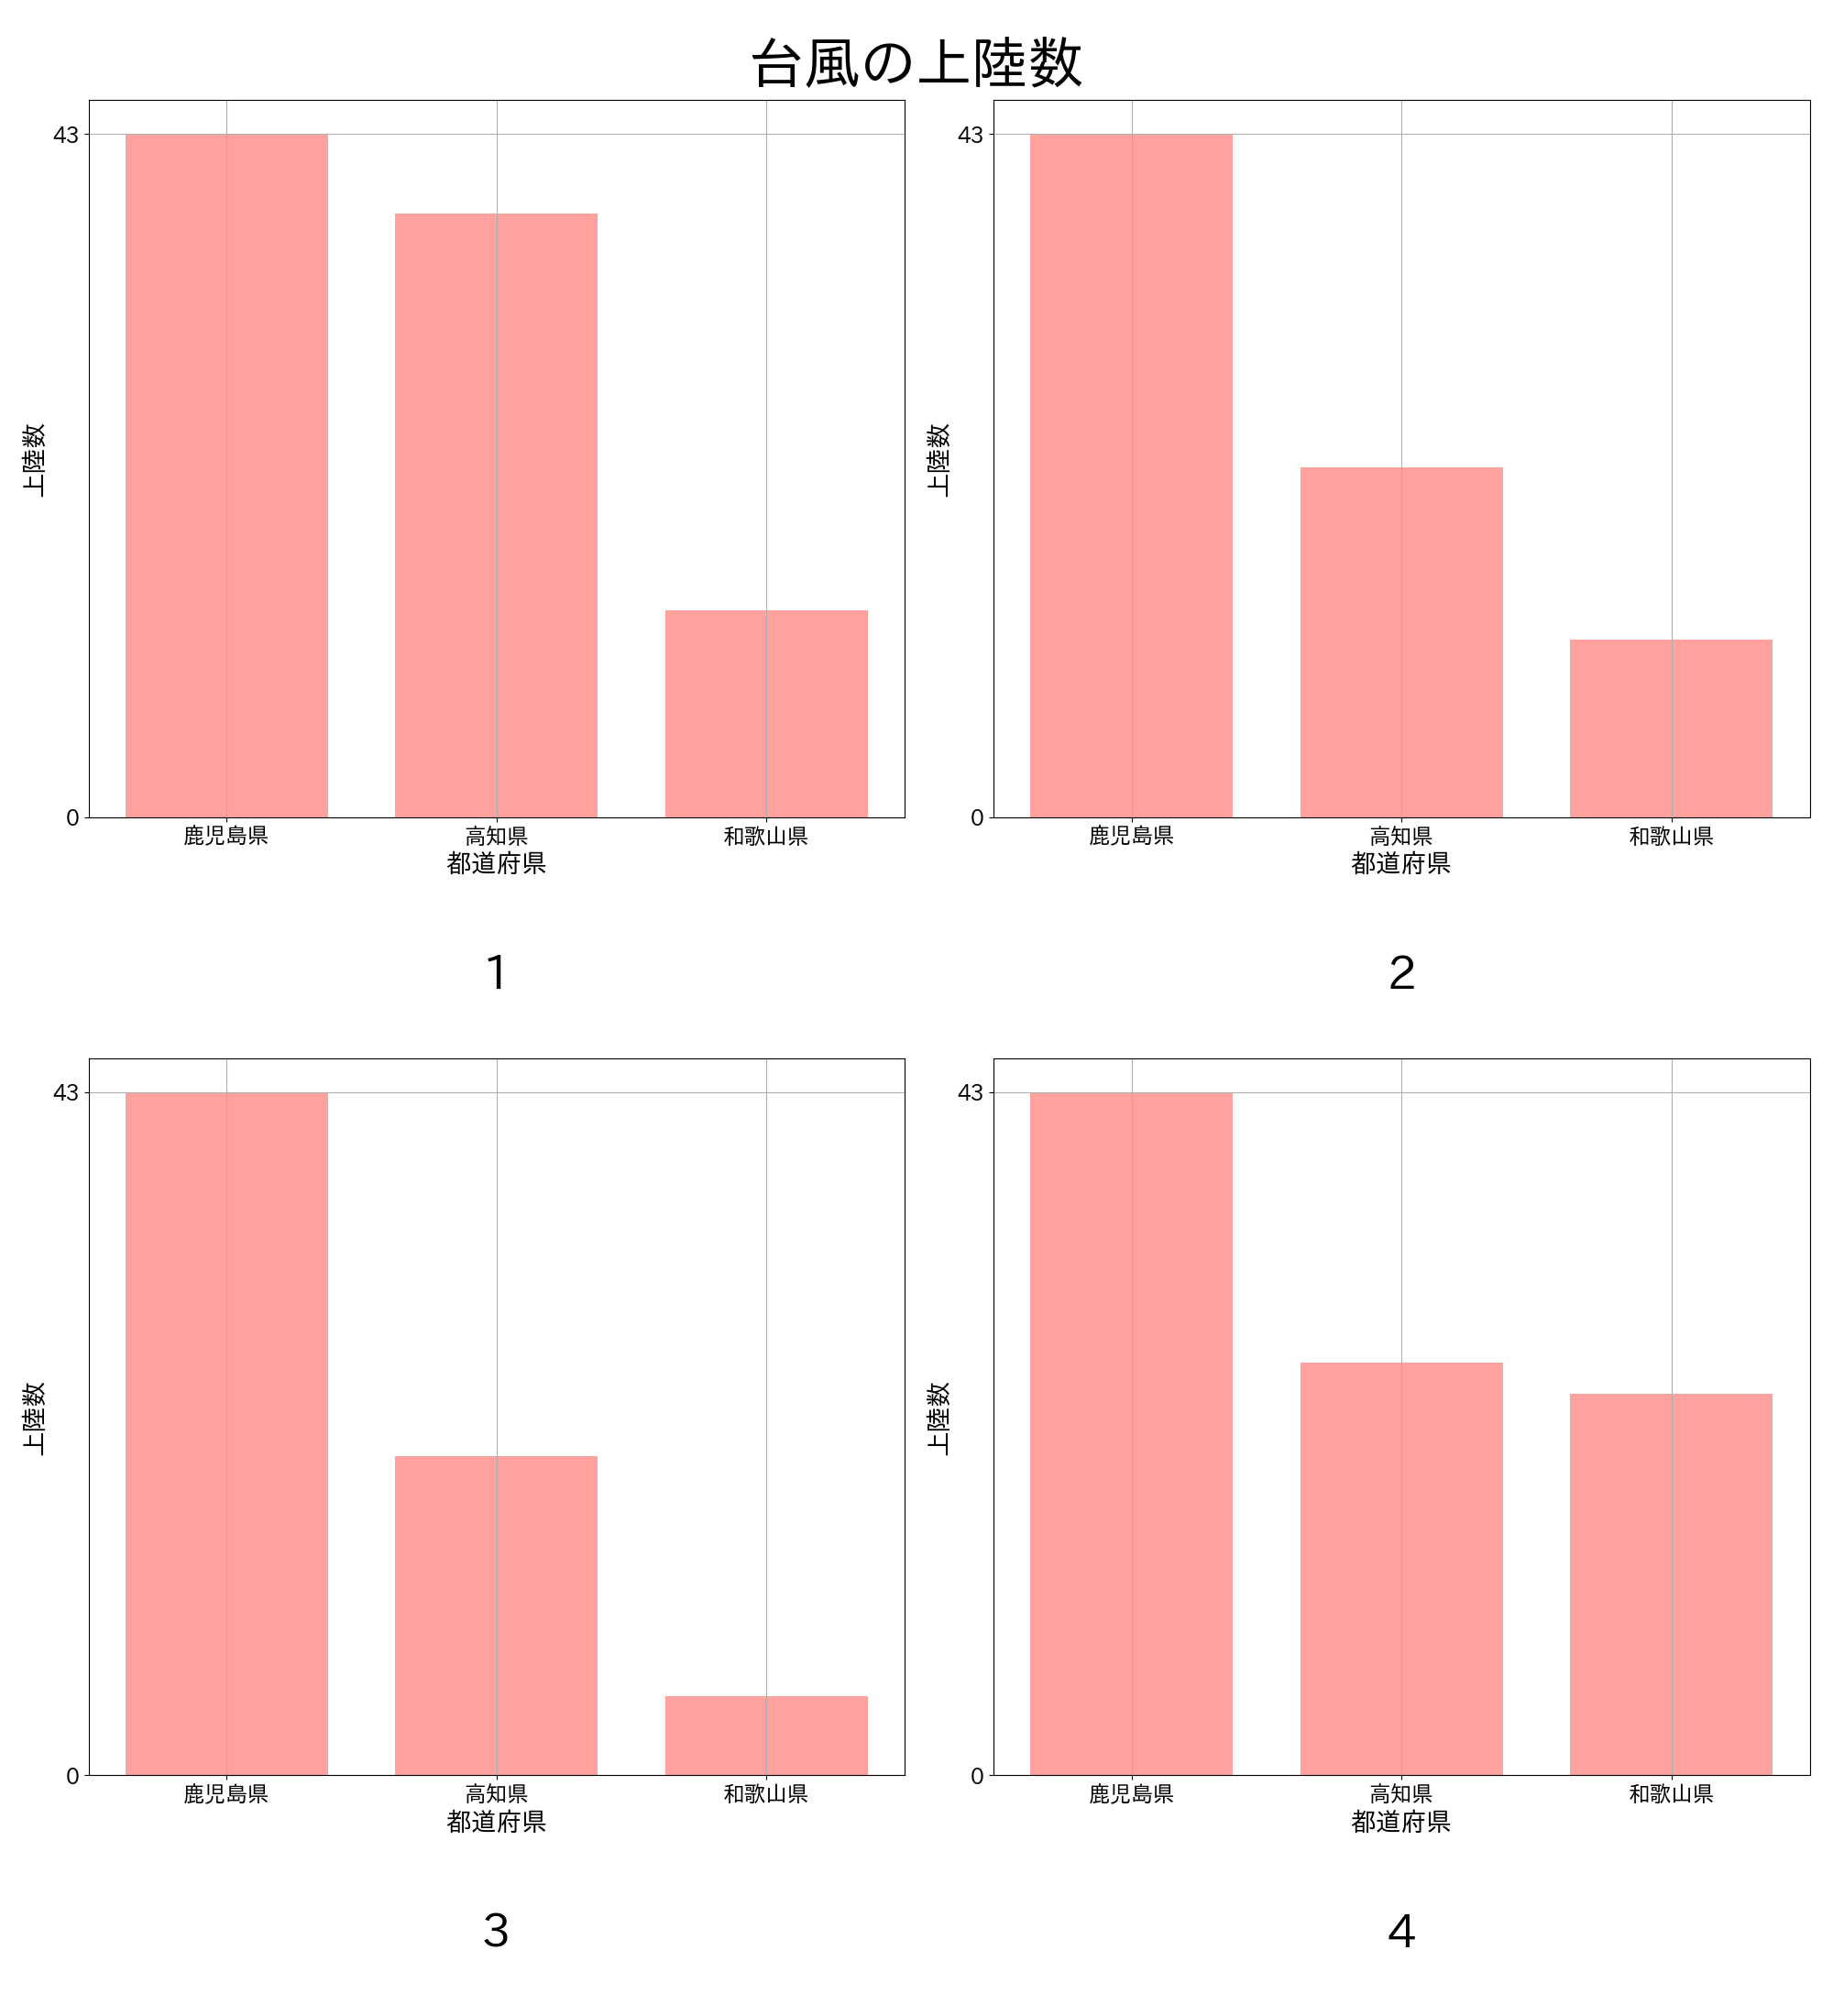 台風の上陸数
43
上陸数
0
鹿児島県 高知県 和歌山県
都道府県
1
43
上陸数
0
鹿児島県 高知県 和歌山県
都道府県
2
43
上陸数
0
鹿児島県 高知県 和歌山県
都道府県
3
43
上陸数
0
鹿児島県 高知県 和歌山県
都道府県
4